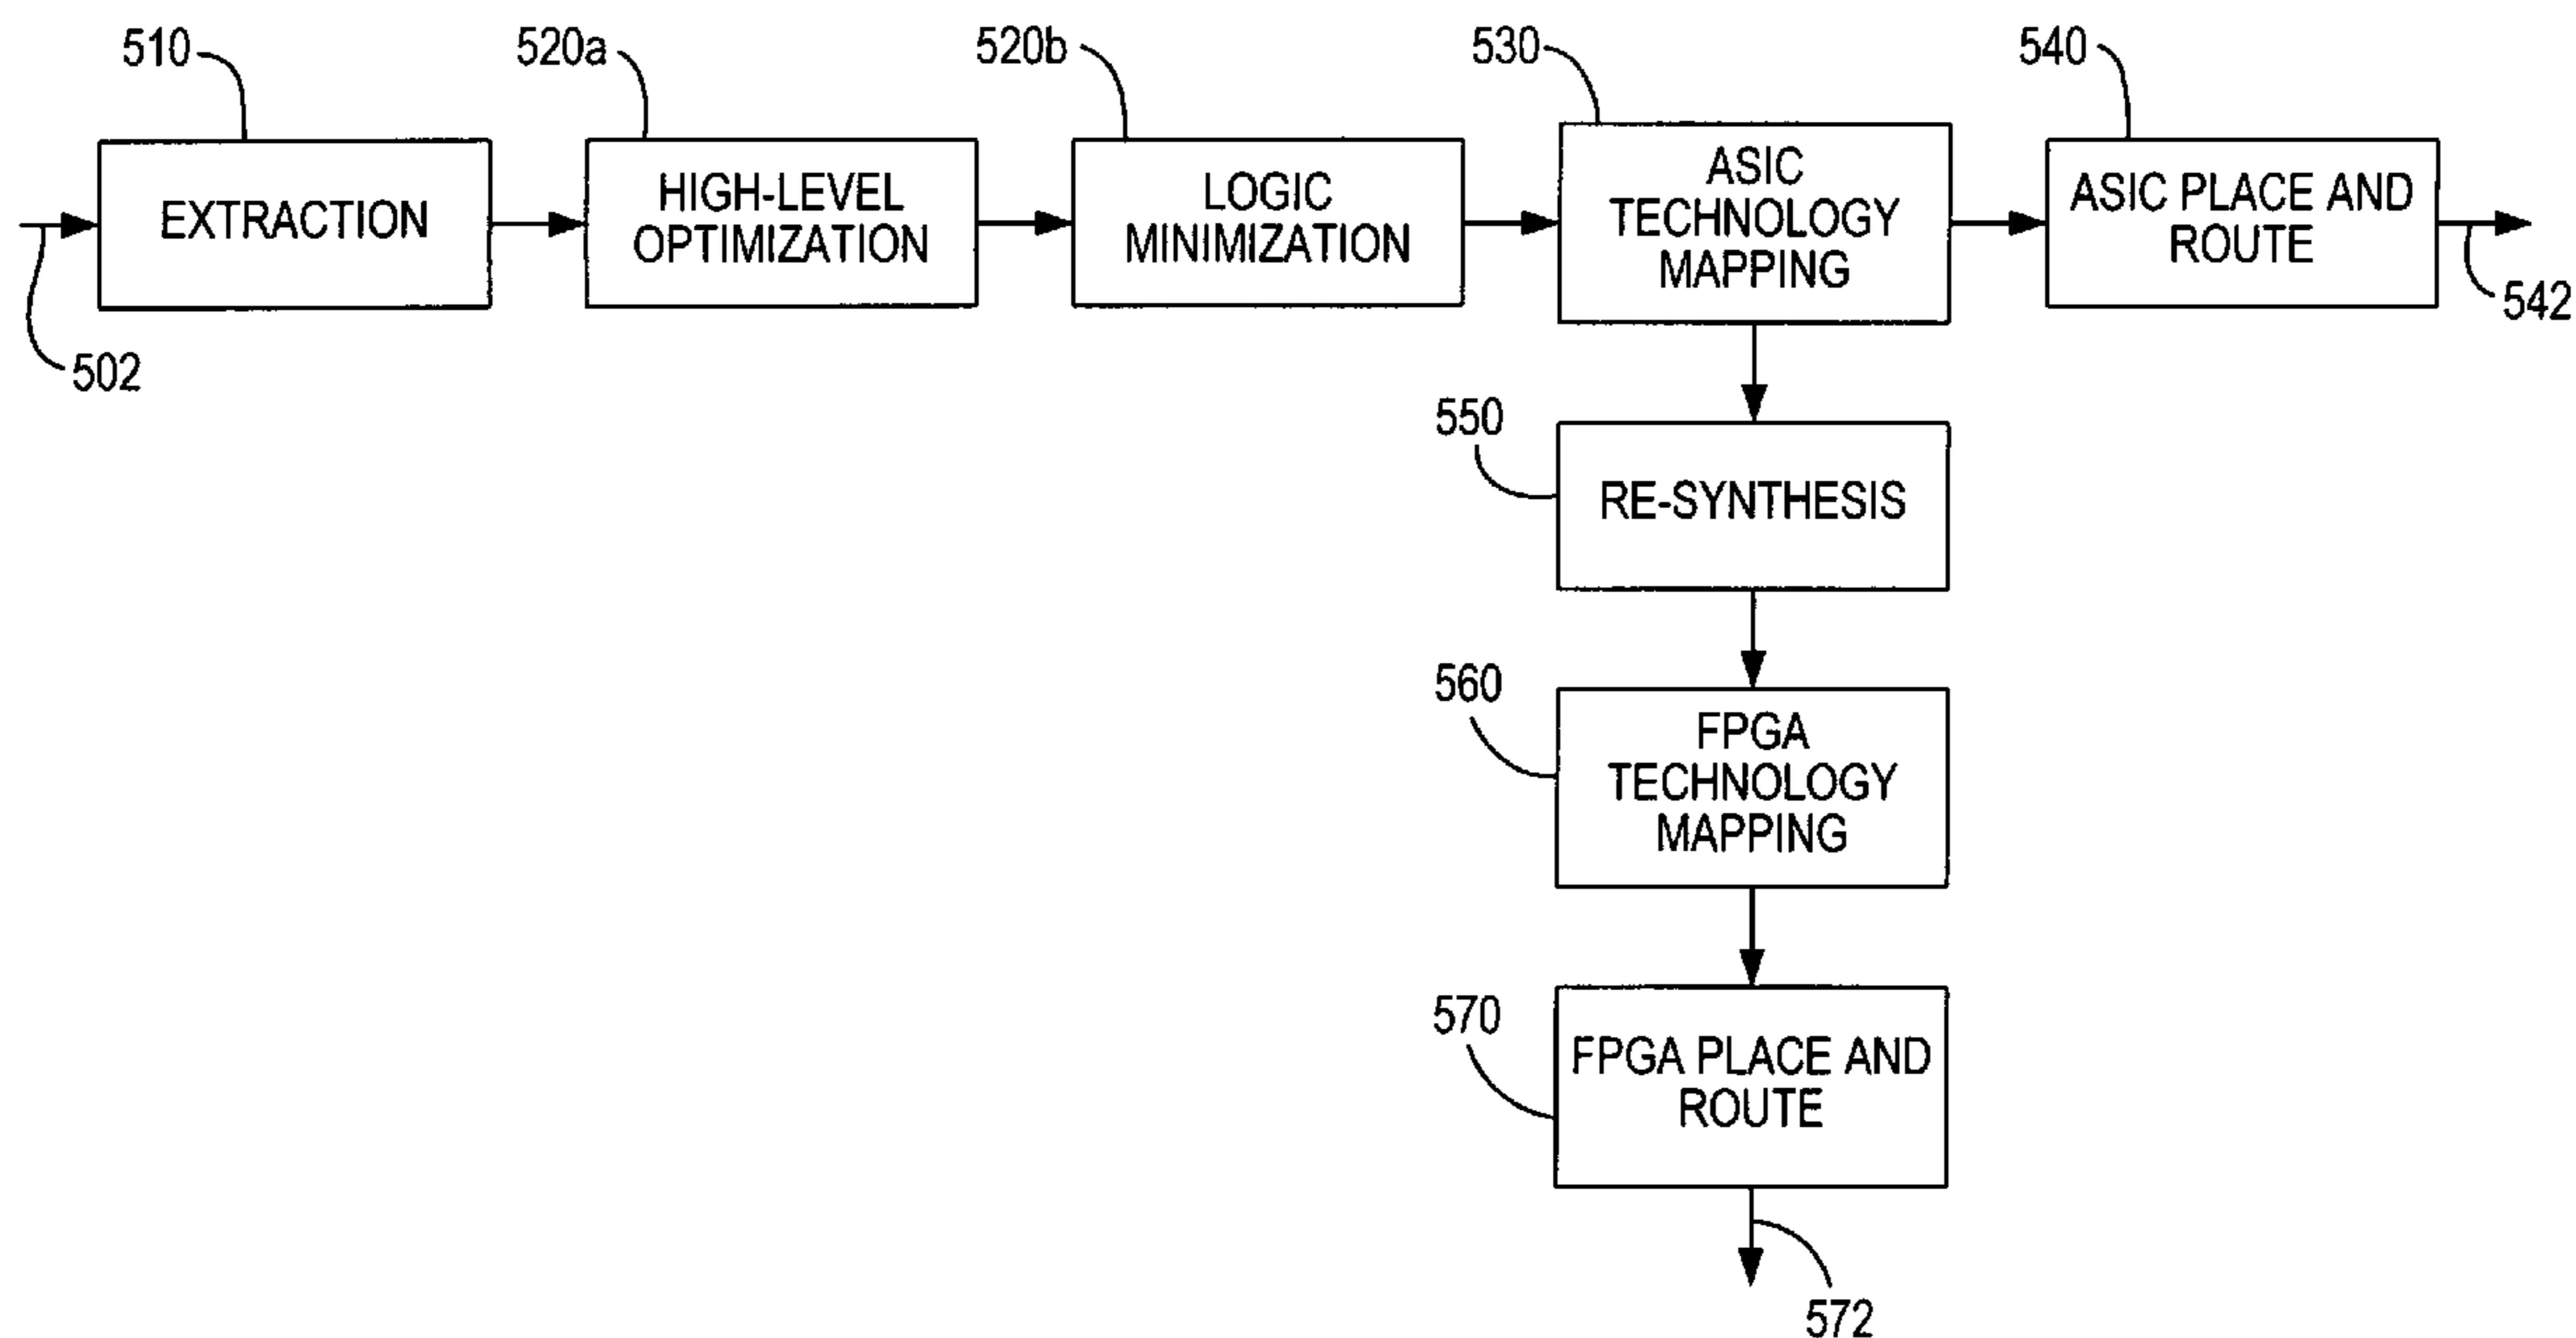 510
520a
520b
530
540
EXTRACTION
HIGH-LEVEL
OPTIMIZATION
LOGIC
MINIMIZATION
ASIC
TECHNOLOGY
MAPPING
ASIC PLACE AND
ROUTE
502
542
550
RE-SYNTHESIS
560
FPGA
TECHNOLOGY
MAPPING
570
FPGA PLACE AND
ROUTE
572